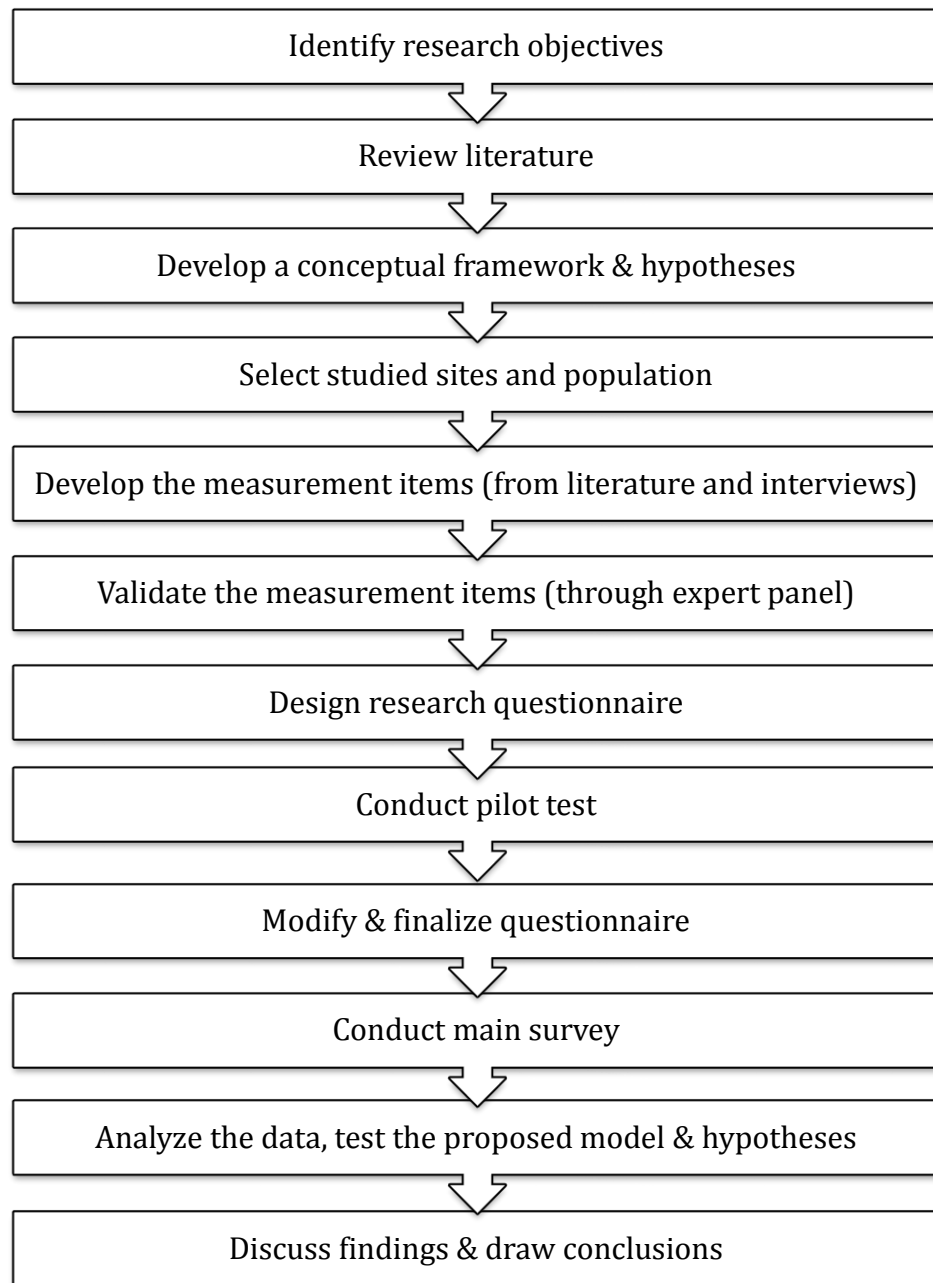 Identify research objectives
Review literature
Develop a conceptual framework & hypotheses
Select studied sites and population
Develop the measurement items (from literature and interviews)
Validate the measurement items (through expert panel)
Design research questionnaire
Conduct pilot test
Modify & finalize questionnaire
Conduct main survey
Analyze the data, test the proposed model & hypotheses
Discuss findings & draw conclusions